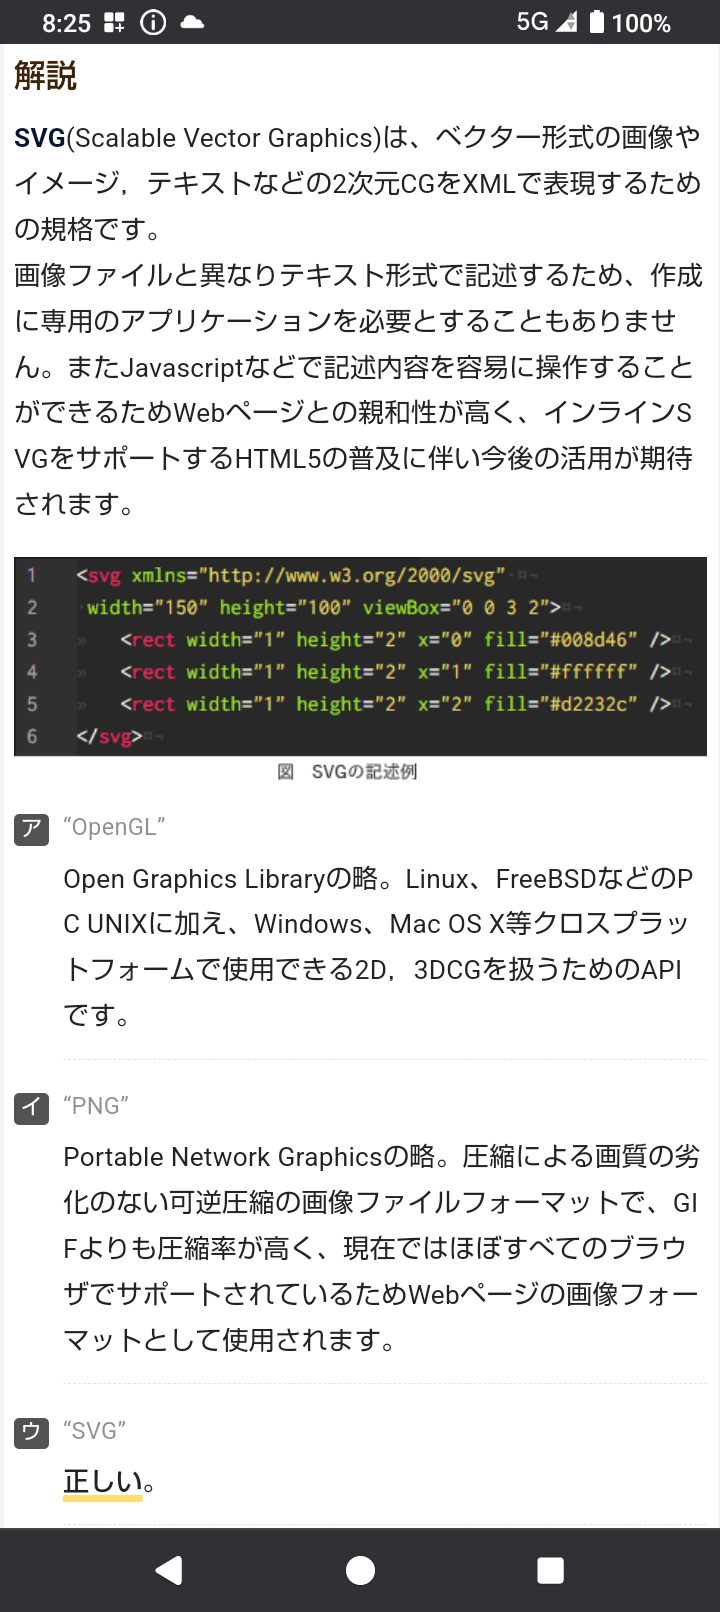 8:25 5G 100%
解説
SVG(Scalable Vector Graphics)は、ベクター形式の画像や
イメージ，テキストなどの2次元CGをXMLで表現するため
の規格です。
画像ファイルと異なりテキスト形式で記述するため、作成
に専用のアプリケーションを必要とすることもありませ
ん。またJavascriptなどで記述内容を容易に操作すること
ができるためWebページとの親和性が高く、インラインS
VGをサポートするHTML5の普及に伴い今後の活用が期待
されます。
1 <svg xmlns="http://www.w3.org/2000/svg"
2 width="150" height="100" viewBox="0 0 3 2">
3 <rect width="1" height="2" x="0" fill="#008d46" />
4 <rect width="1" height="2" x="1" fill="#ffffff" />
5 <rect width="1" height="2" x="2" fill="#d2232c" />
6 </svg>
図 SVGの記述例
ア “OpenGL”
Open Graphics Libraryの略。Linux、FreeBSDなどのP
C UNIXに加え、Windows、Mac OS X等クロスプラッ
トフォームで使用できる2D，3DCGを扱うためのAPI
です。
イ “PNG”
Portable Network Graphicsの略。圧縮による画質の劣
化のない可逆圧縮の画像ファイルフォーマットで、GI
Fよりも圧縮率が高く、現在ではほぼすべてのブラウ
ザでサポートされているためWebページの画像フォー
マットとして使用されます。
ウ “SVG”
正しい。